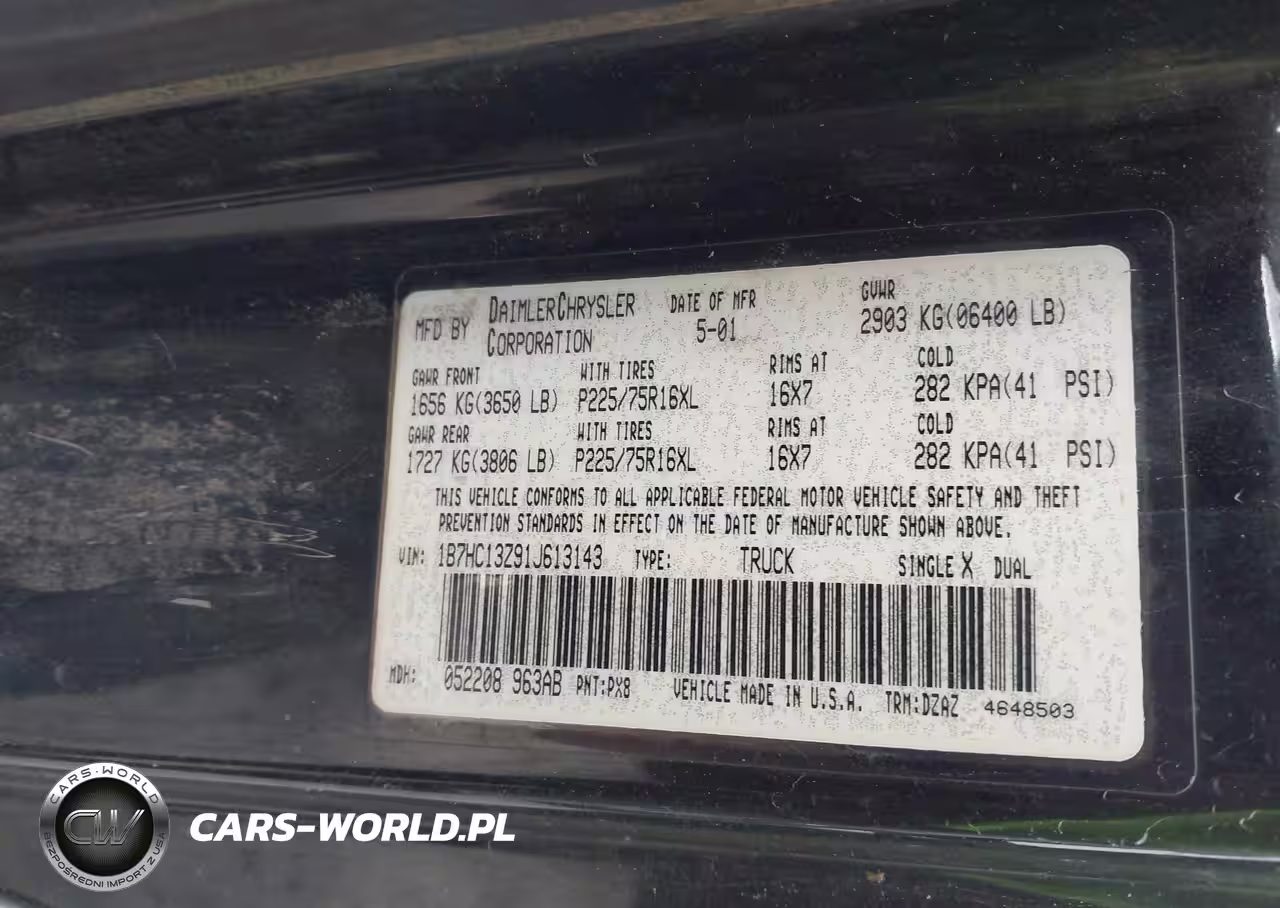 MFD BY DAIMLERCHRYSLER CORPORATION DATE OF MFR 5-01 GVWR 2903 KG(06400 LB)
GAWR FRONT WITH TIRES RIMS AT COLD
1656 KG(3650 LB) P225/75R16XL 16X7 282 KPA(41 PSI)
GAWR REAR WITH TIRES RIMS AT COLD
1727 KG(3806 LB) P225/75R16XL 16X7 282 KPA(41 PSI)
THIS VEHICLE CONFORMS TO ALL APPLICABLE FEDERAL MOTOR VEHICLE SAFETY AND THEFT
PREVENTION STANDARDS IN EFFECT ON THE DATE OF MANUFACTURE SHOWN ABOVE.
VIN: 1B7HC13Z91J613143 TYPE: TRUCK SINGLE X DUAL
MDH: 052208 963AB PNT:PX8 VEHICLE MADE IN U.S.A. TRM:DZAZ 4648503
CARS-WORLD
CW
BEZPOŚREDNI IMPORT Z USA
CARS-WORLD.PL